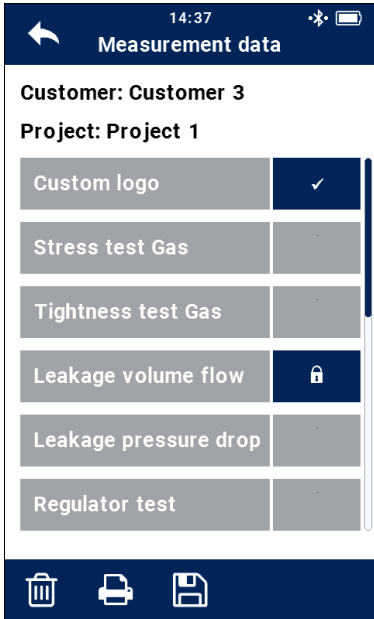 14:37
Measurement data
Customer: Customer 3
Project: Project 1
Custom logo
Stress test Gas
Tightness test Gas
Leakage volume flow
Leakage pressure drop
Regulator test